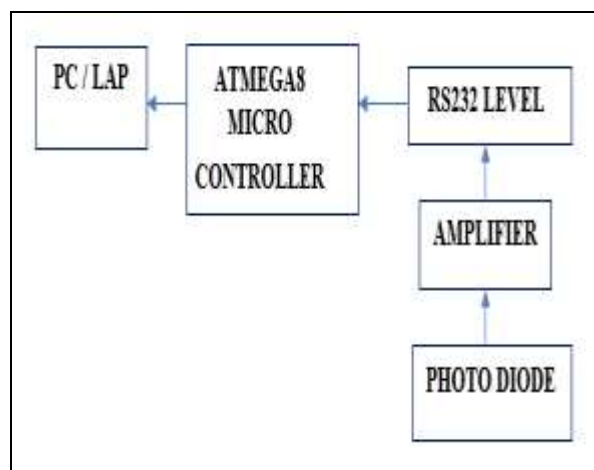 PC / LAP
ATMEGA8
MICRO
CONTROLLER
RS232 LEVEL
AMPLIFIER
PHOTO DIODE